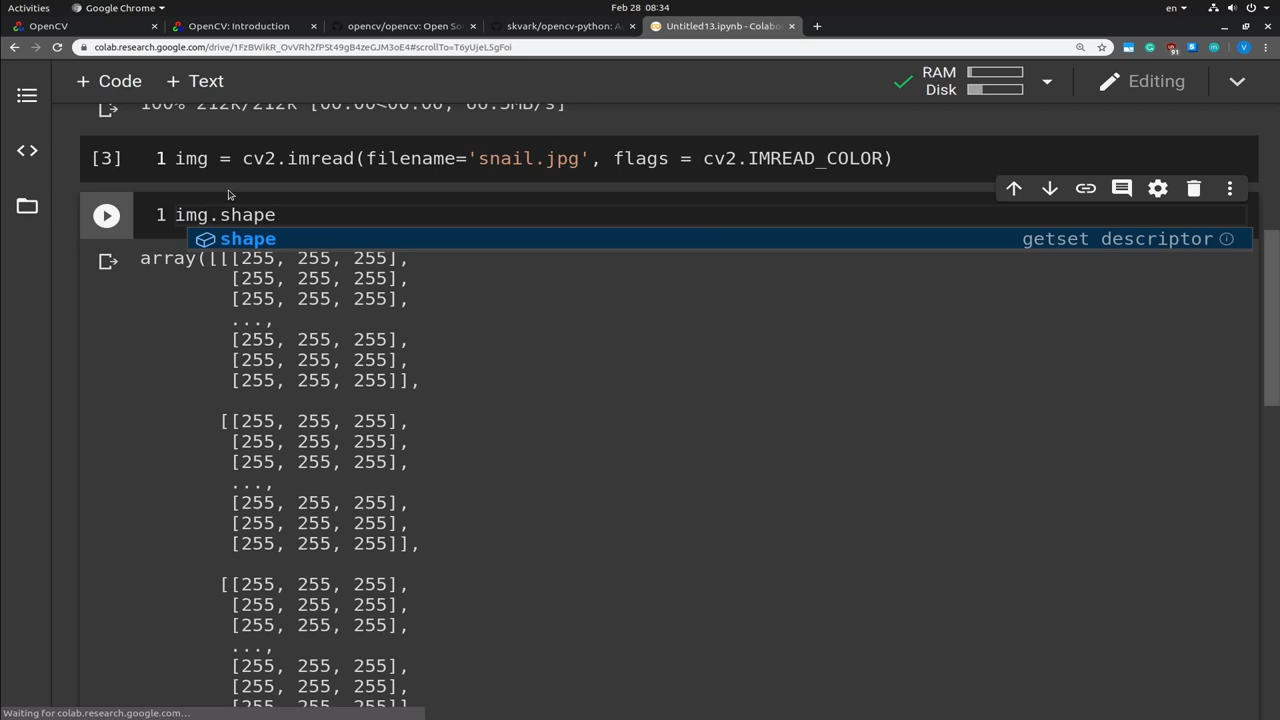 Activities Google Chrome Feb 28 08:34 en
OpenCV × OpenCV: Introduction × opencv/opencv: Open So × skvark/opencv-python: A × Untitled13.ipynb - Colabo × +
colab.research.google.com/drive/1FzBWikR_OvVRh2fPSt49gB4zeGJM3oE4#scrollTo=T6yUjeLSgFoi 91 V
+ Code + Text RAM Disk Editing
100% 212K/212K [00:00<00:00, 66.5MB/s]
[3] 1 img = cv2.imread(filename='snail.jpg', flags = cv2.IMREAD_COLOR)
1 img.shape
shape getset descriptor
array([[[255, 255, 255],
[255, 255, 255],
[255, 255, 255],
...,
[255, 255, 255],
[255, 255, 255],
[255, 255, 255]],
[[255, 255, 255],
[255, 255, 255],
[255, 255, 255],
...,
[255, 255, 255],
[255, 255, 255],
[255, 255, 255]],
[[255, 255, 255],
[255, 255, 255],
[255, 255, 255],
...,
[255, 255, 255],
[255, 255, 255],
[255, 255, 255]]
Waiting for colab.research.google.com...